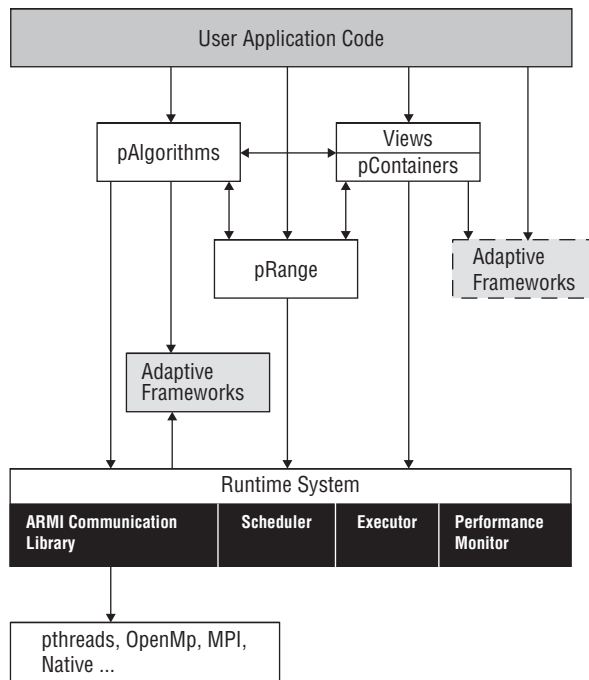 User Application Code
pAlgorithms
Views
pContainers
pRange
Adaptive
Frameworks
Adaptive
Frameworks
Runtime System
ARMI Communication
Library
Scheduler
Executor
Performance
Monitor
pthreads, OpenMp, MPI,
Native ...